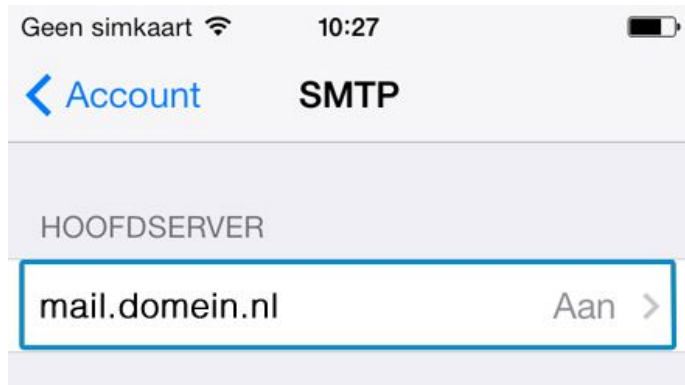 Geen simkaart 10:27
Account SMTP
HOOFDSERVER
mail.domein.nl Aan